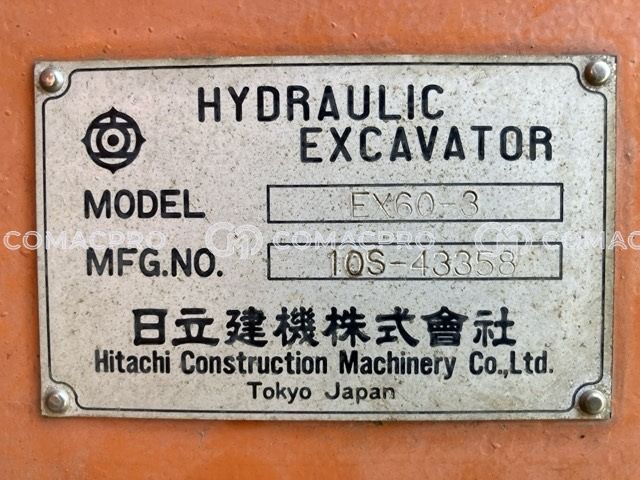 HYDRAULIC
EXCAVATOR
MODEL EX60-3
COMACPRO COMACPRO COMACPRO
MFG.NO. 10S-43358
日立建機株式會社
Hitachi Construction Machinery Co.,Ltd.
Tokyo Japan